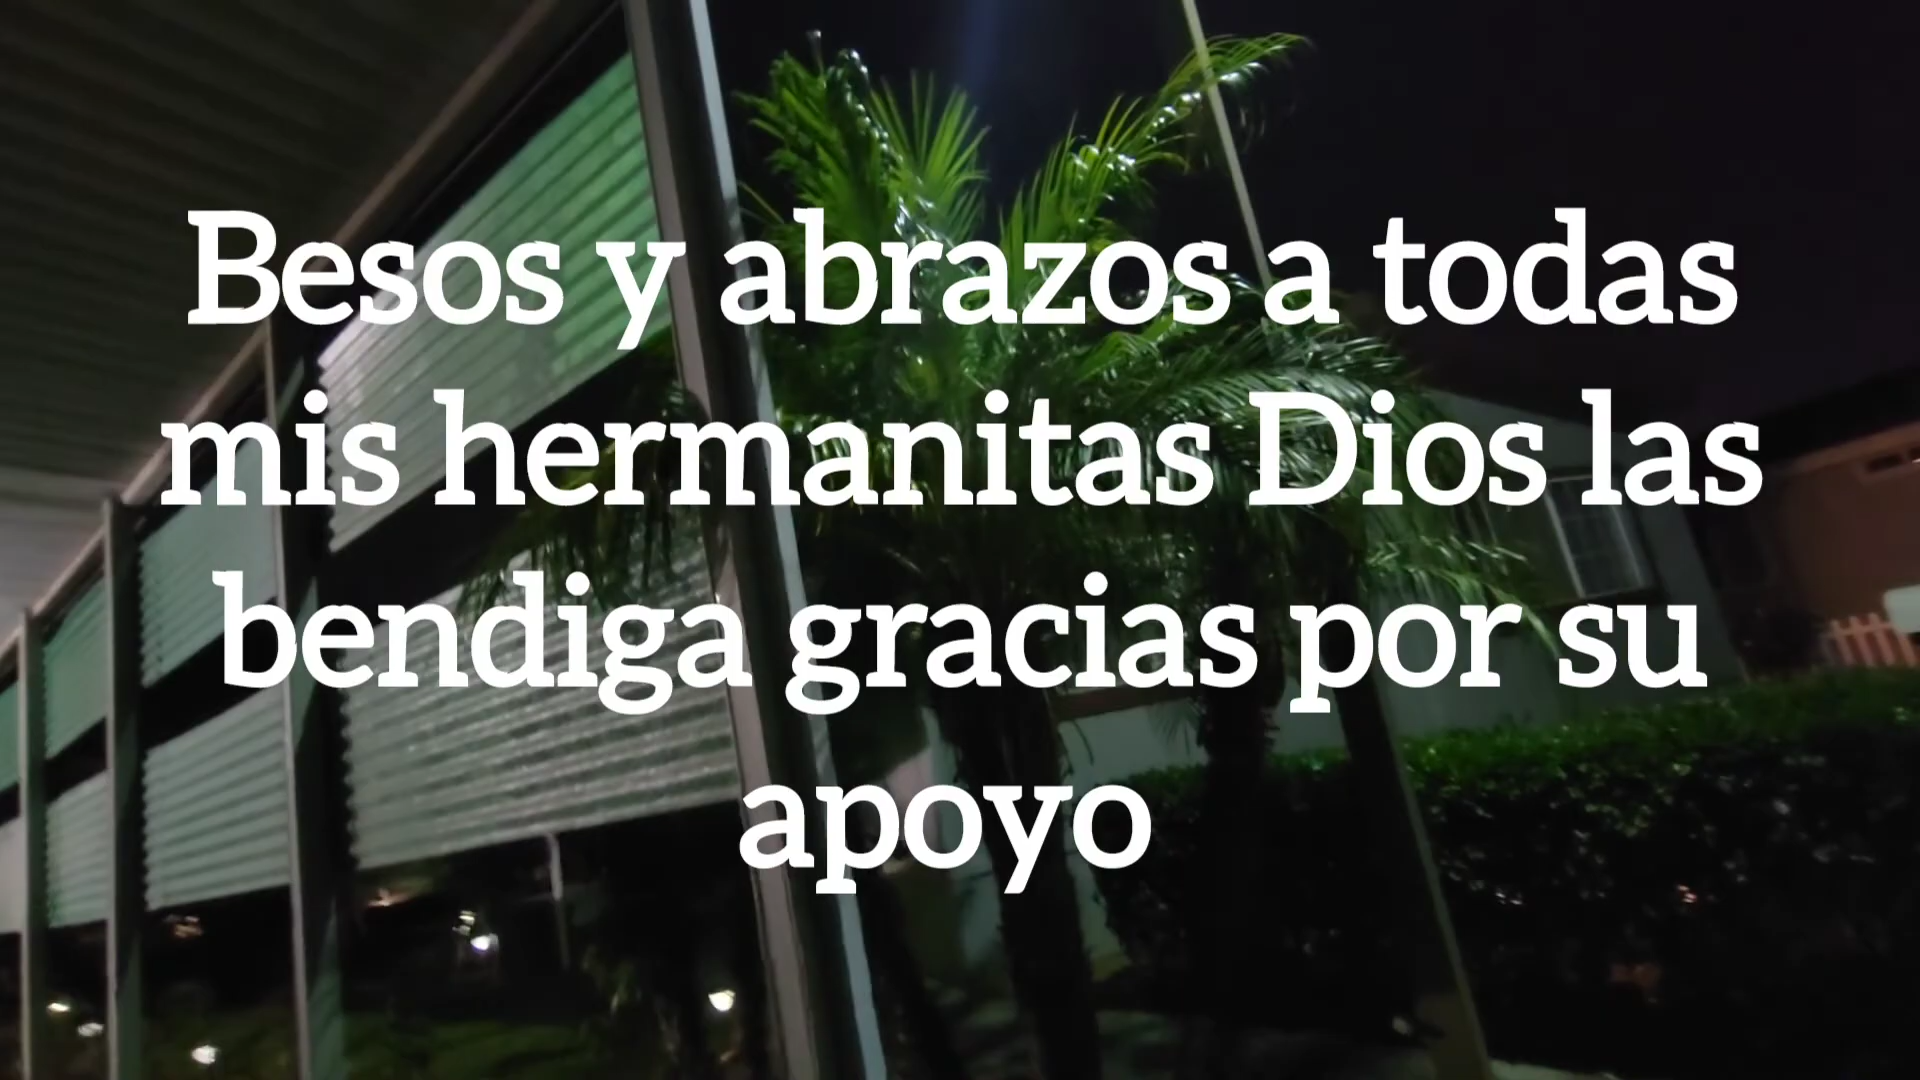 Besos y abrazos a todas
mis hermanitas Dios las
bendiga gracias por su
apoyo